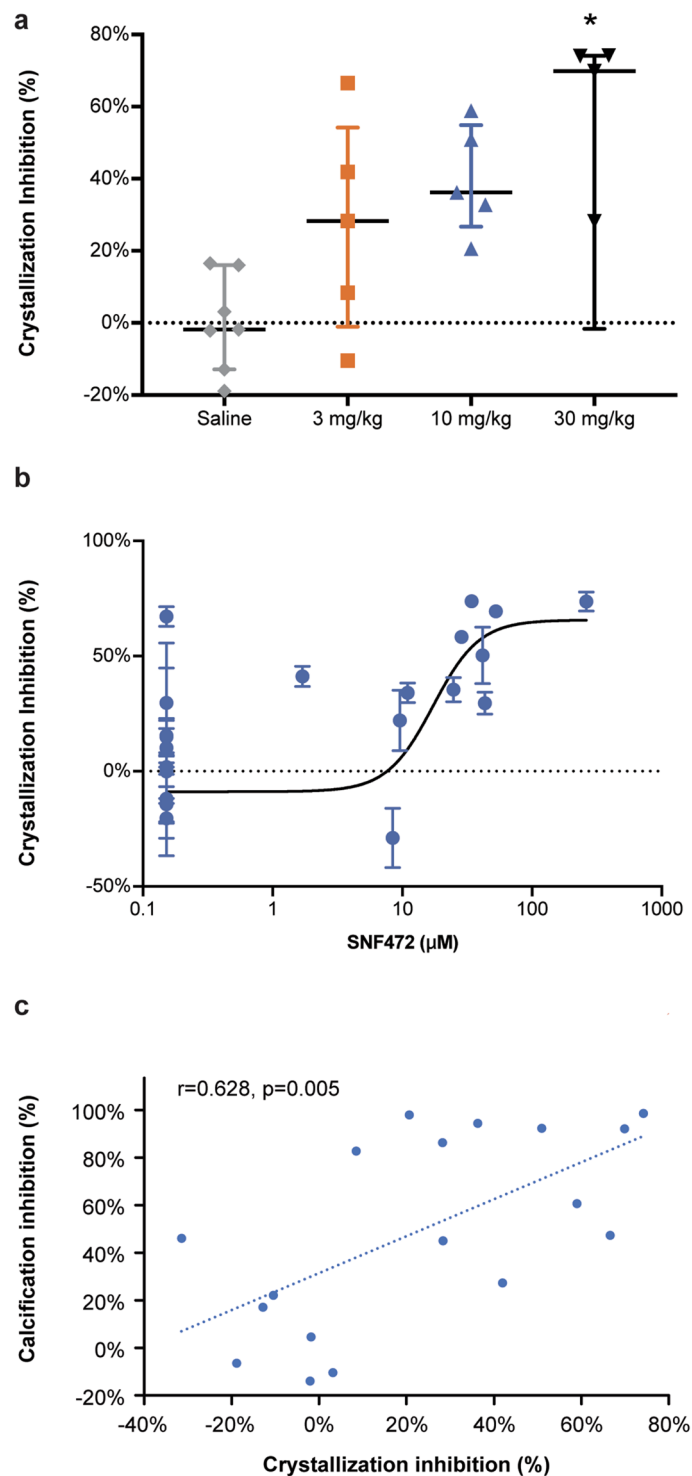 a
Crystallization Inhibition (%)
80%
60%
40%
20%
0%
-20%
*
Saline
3 mg/kg
10 mg/kg
30 mg/kg
b
Crystallization Inhibition (%)
100%
50%
0%
-50%
0.1
1
10
100
1000
SNF472 (µM)
c
r=0.628, p=0.005
Calcification inhibition (%)
100%
80%
60%
40%
20%
0%
-20%
-40%
-20%
0%
20%
40%
60%
80%
Crystallization inhibition (%)